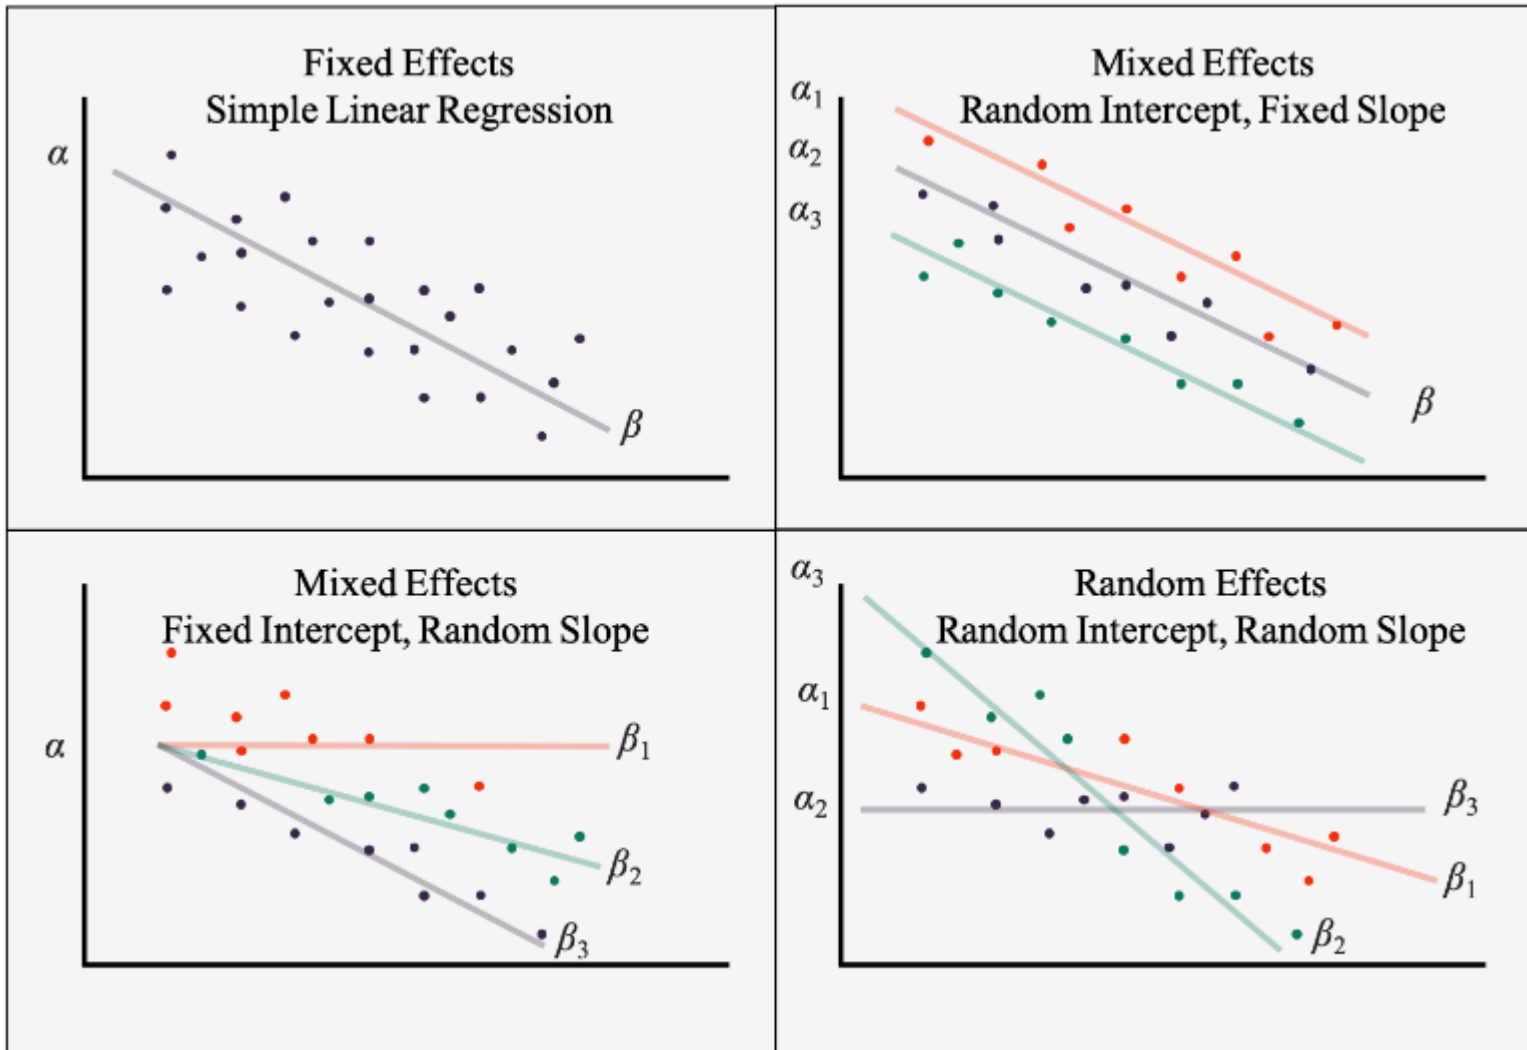 Fixed Effects
Simple Linear Regression
α
β
Mixed Effects
Random Intercept, Fixed Slope
α₁
α₂
α₃
β
Mixed Effects
Fixed Intercept, Random Slope
α
β₁
β₂
β₃
Random Effects
Random Intercept, Random Slope
α₃
α₁
α₂
β₃
β₁
β₂